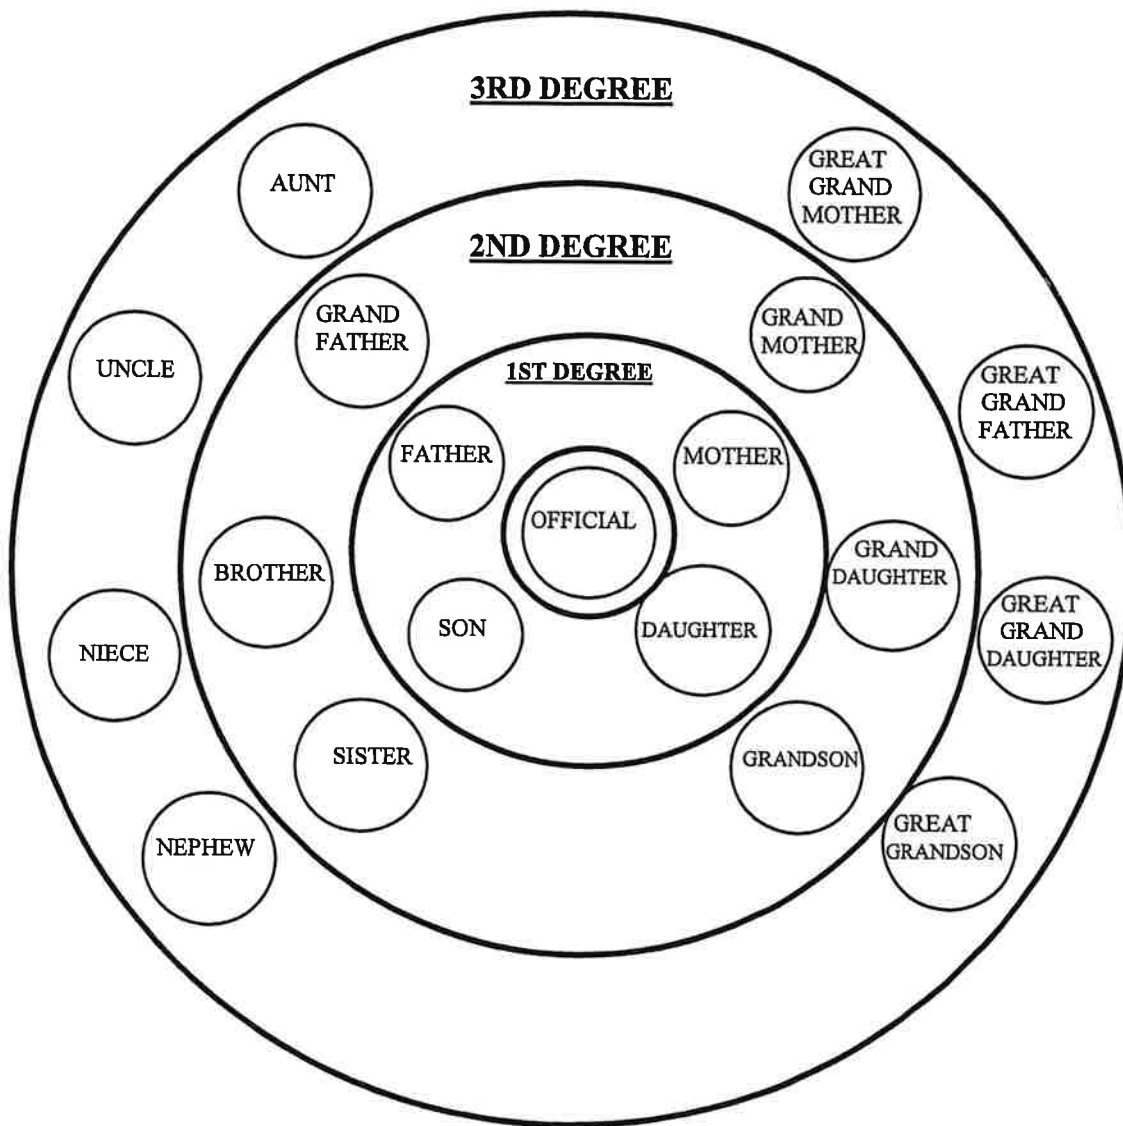 3RD DEGREE
AUNT
GREAT
GRAND
MOTHER
2ND DEGREE
GRAND
FATHER
GRAND
MOTHER
UNCLE
1ST DEGREE
GREAT
GRAND
FATHER
FATHER
MOTHER
OFFICIAL
BROTHER
GRAND
DAUGHTER
SON
DAUGHTER
NIECE
GREAT
GRAND
DAUGHTER
SISTER
GRANDSON
NEPHEW
GREAT
GRANDSON